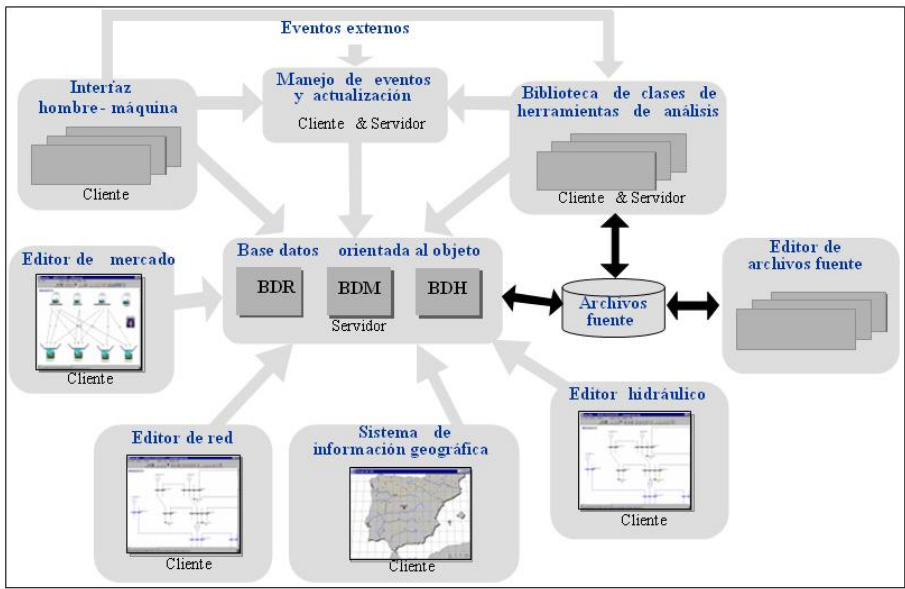 Eventos externos
Interfaz
hombre- máquina
Cliente
Manejo de eventos
y actualización
Cliente & Servidor
Biblioteca de clases de
herramientas de análisis
Cliente & Servidor
Editor de mercado
Cliente
Base datos orientada al objeto
BDR
BDM
BDH
Servidor
Archivos
fuente
Editor de
archivos fuente
Editor de red
Cliente
Sistema de
información geográfica
Cliente
Editor hidráulico
Cliente